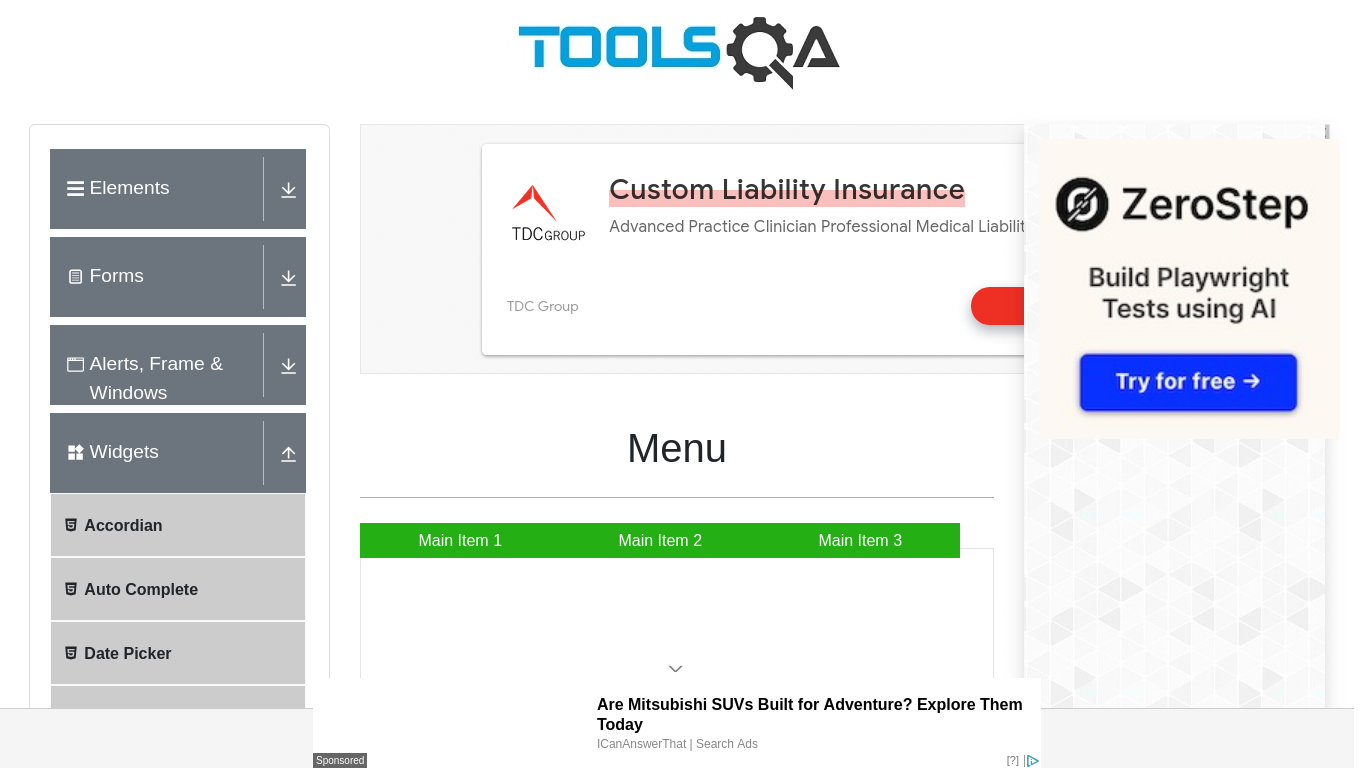 TOOLSQA
Elements
Forms
Alerts, Frame &
Windows
Widgets
Accordian
Auto Complete
Date Picker
Custom Liability Insurance
Advanced Practice Clinician Professional Medical Liabilit
TDCGROUP
TDC Group
ZeroStep
Build Playwright
Tests using AI
Try for free →
Menu
Main Item 1
Main Item 2
Main Item 3
Are Mitsubishi SUVs Built for Adventure? Explore Them
Today
ICanAnswerThat | Search Ads
Sponsored
[?] |